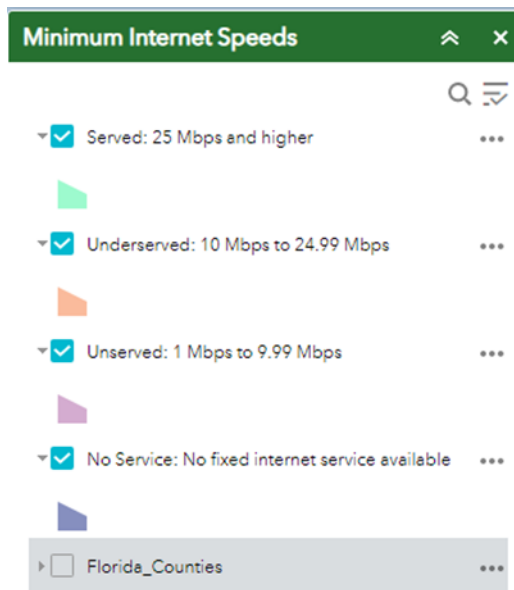 Minimum Internet Speeds
Served: 25 Mbps and higher
Underserved: 10 Mbps to 24.99 Mbps
Unserved: 1 Mbps to 9.99 Mbps
No Service: No fixed internet service available
Florida_Counties